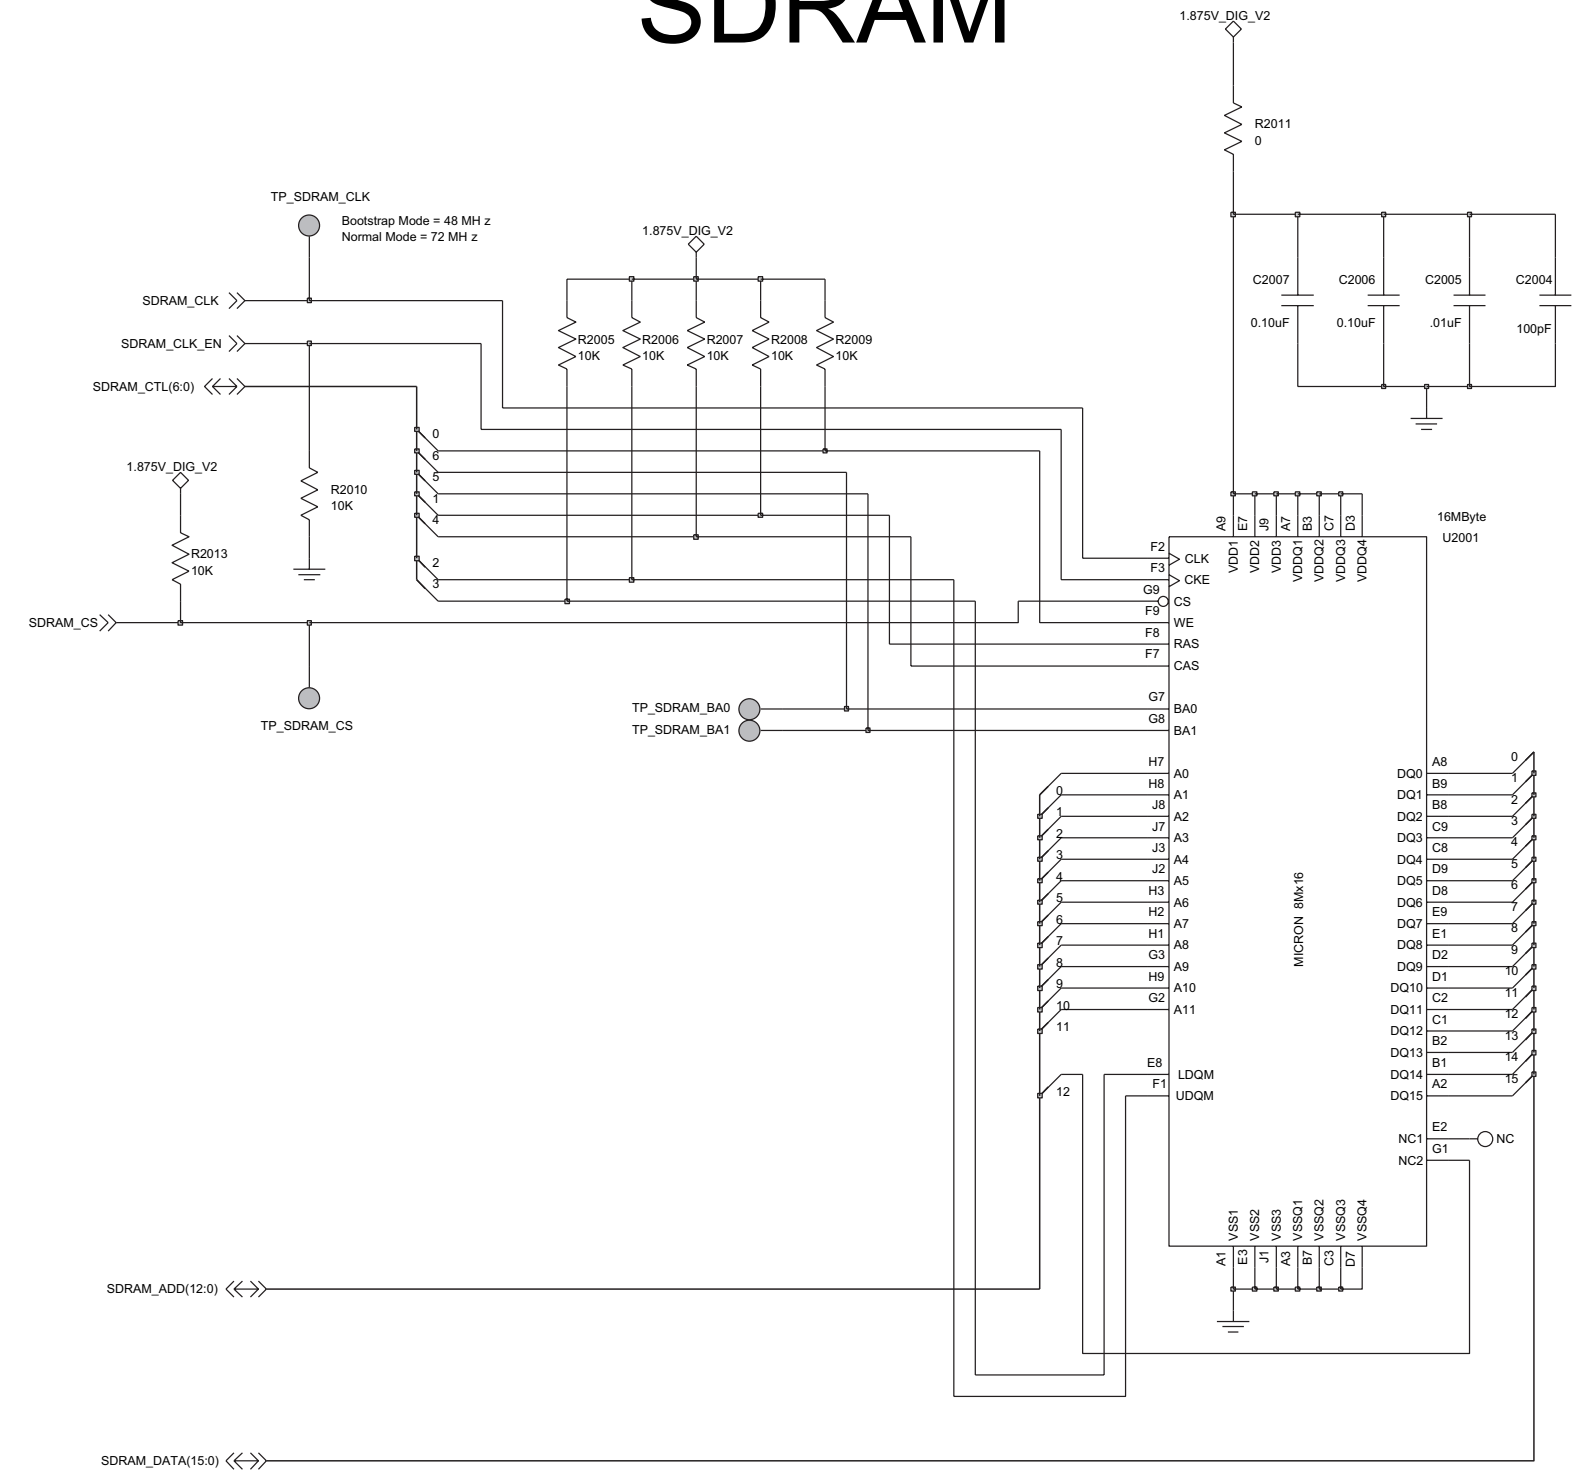 SDRAM
1.875V_DIG_V2
R2011
0
TP_SDRAM_CLK
Bootstrap Mode = 48 MH z
Normal Mode = 72 MH z
1.875V_DIG_V2
SDRAM_CLK
SDRAM_CLK_EN
SDRAM_CTL(6:0)
R2005
10K
R2006
10K
R2007
10K
R2008
10K
R2009
10K
C2007
0.10uF
C2006
0.10uF
C2005
.01uF
C2004
100pF
0
6
5
1
4
2
3
1.875V_DIG_V2
R2010
10K
R2013
10K
SDRAM_CS
TP_SDRAM_CS
TP_SDRAM_BA0
TP_SDRAM_BA1
16MByte
U2001
A9
E7
J9
A7
B3
C7
D3
VDD1
VDD2
VDD3
VDDQ1
VDDQ2
VDDQ3
VDDQ4
F2
CLK
F3
CKE
G9
CS
F9
WE
F8
RAS
F7
CAS
G7
BA0
G8
BA1
H7
A0
H8
0
A1
J8
1
A2
J7
2
A3
J3
3
A4
J2
4
A5
H3
5
A6
H2
6
A7
H1
7
A8
G3
8
A9
H9
9
A10
G2
10
A11
11
E8
LDQM
F1
12
UDQM
MICRON 8Mx16
A8
0
DQ0
B9
1
DQ1
B8
2
DQ2
C9
3
DQ3
C8
4
DQ4
D9
5
DQ5
D8
6
DQ6
E9
7
DQ7
E1
8
DQ8
D2
9
DQ9
D1
10
DQ10
C2
11
DQ11
C1
12
DQ12
B2
13
DQ13
B1
14
DQ14
A2
15
DQ15
E2
NC1
NC
G1
NC2
VSS1
VSS2
VSS3
VSSQ1
VSSQ2
VSSQ3
VSSQ4
A1
E3
J1
A3
B7
C3
D7
SDRAM_ADD(12:0)
SDRAM_DATA(15:0)